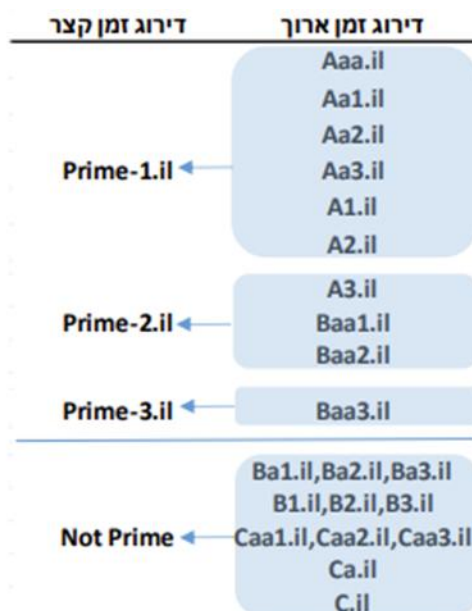 דירוג זמן ארוך דירוג זמן קצר
Aaa.il
Aa1.il
Aa2.il
Aa3.il Prime-1.il
A1.il
A2.il
A3.il
Baa1.il Prime-2.il
Baa2.il
Baa3.il Prime-3.il
Ba1.il,Ba2.il,Ba3.il
B1.il,B2.il,B3.il
Caa1.il,Caa2.il,Caa3.il Not Prime
Ca.il
C.il